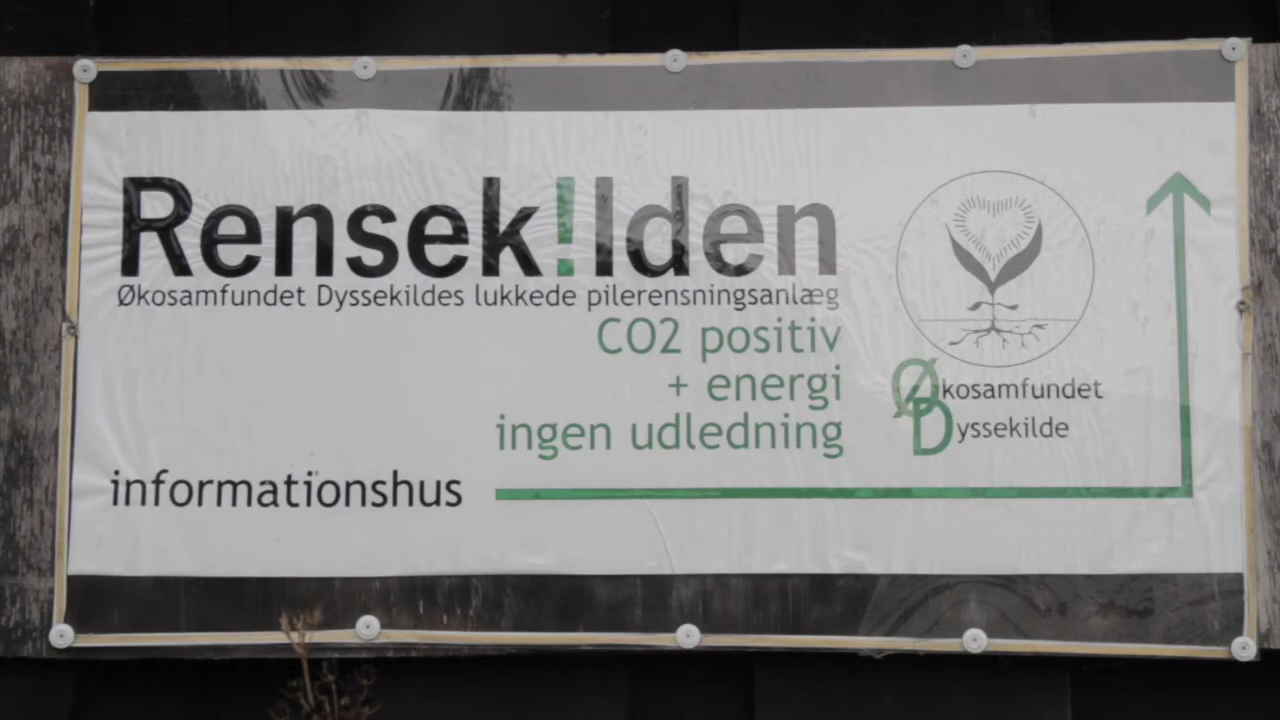 Rensek!lden
Økosamfundet Dyssekildes lukkede pilerensningsanlæg
CO2 positiv
+ energi
ingen udledning
informationshus
Økosamfundet
Dyssekilde